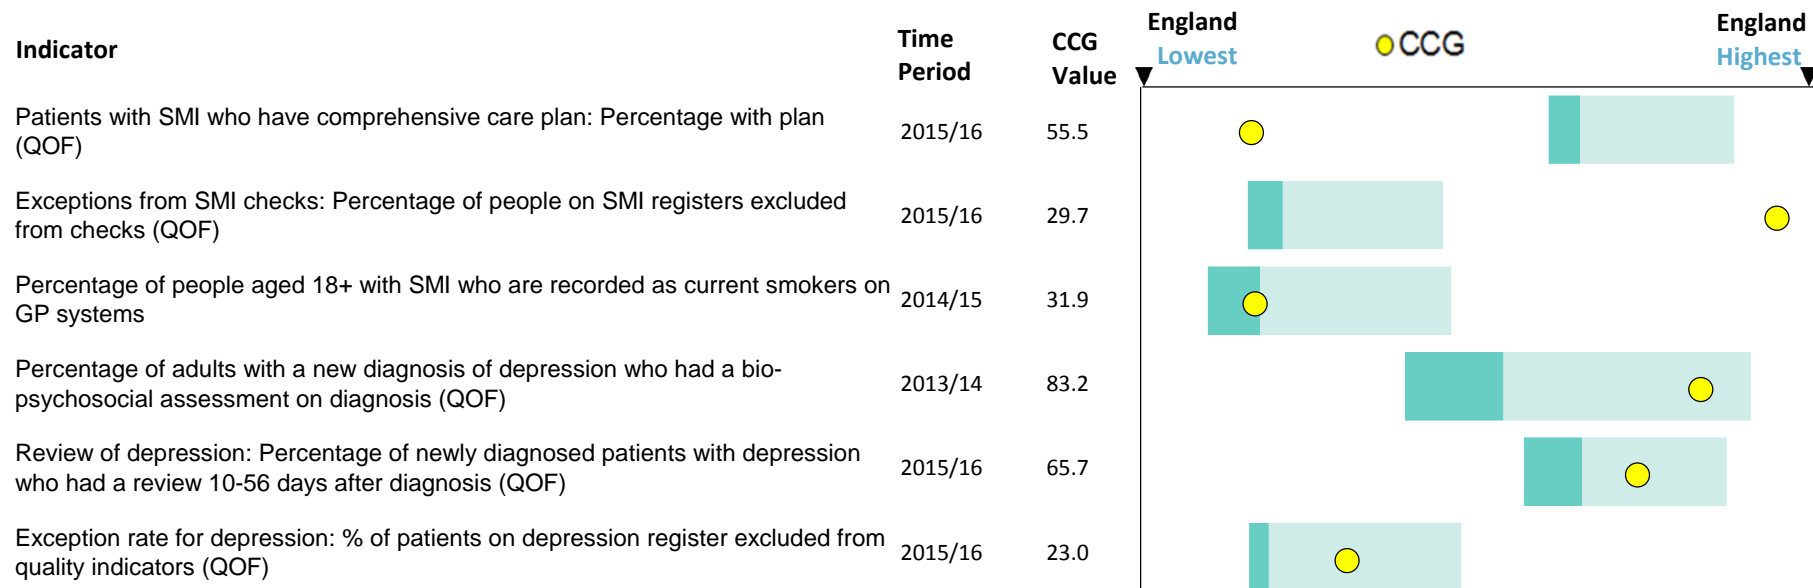 Indicator
Time
Period
CCG
Value
England
Lowest
CCG
England
Highest
Patients with SMI who have comprehensive care plan: Percentage with plan
(QOF)
2015/16
55.5
Exceptions from SMI checks: Percentage of people on SMI registers excluded
from checks (QOF)
2015/16
29.7
Percentage of people aged 18+ with SMI who are recorded as current smokers on
GP systems
2014/15
31.9
Percentage of adults with a new diagnosis of depression who had a bio-
psychosocial assessment on diagnosis (QOF)
2013/14
83.2
Review of depression: Percentage of newly diagnosed patients with depression
who had a review 10-56 days after diagnosis (QOF)
2015/16
65.7
Exception rate for depression: % of patients on depression register excluded from
quality indicators (QOF)
2015/16
23.0